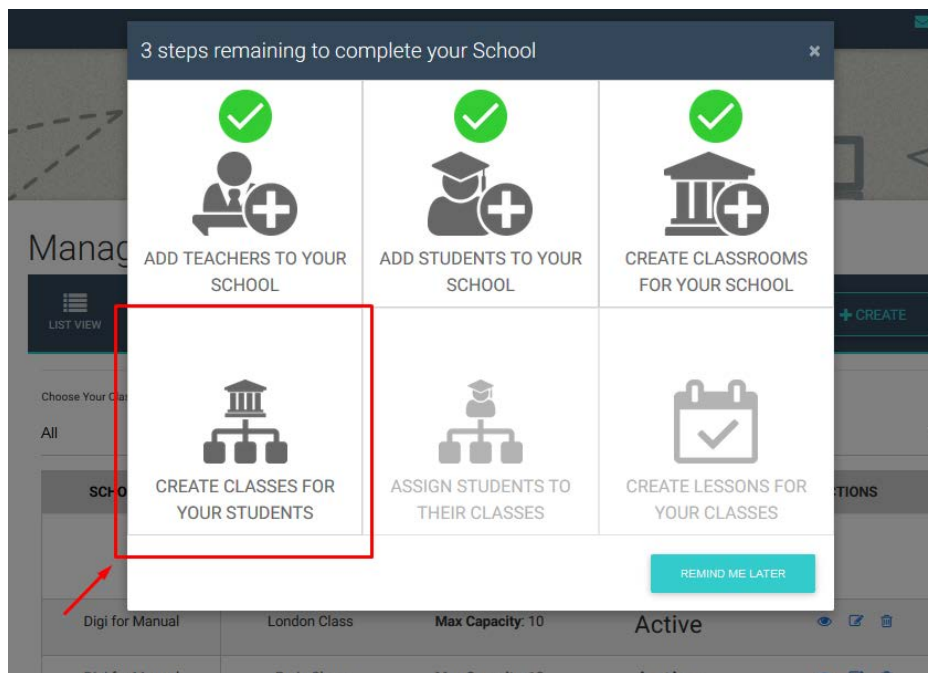 3 steps remaining to complete your School
×
ADD TEACHERS TO YOUR
SCHOOL
ADD STUDENTS TO YOUR
SCHOOL
CREATE CLASSROOMS
FOR YOUR SCHOOL
Manag
LIST VIEW
+ CREATE
Choose Your Cla
All
SCHO
TIONS
CREATE CLASSES FOR
YOUR STUDENTS
ASSIGN STUDENTS TO
THEIR CLASSES
CREATE LESSONS FOR
YOUR CLASSES
REMIND ME LATER
Digi for Manual London Class Max Capacity: 10 Active